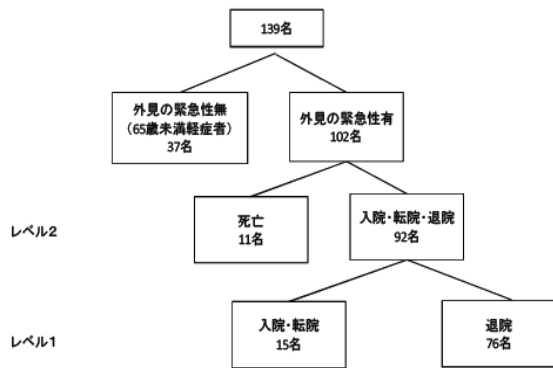 139名
外見の緊急性無
（65歳未満軽症者）
37名
外見の緊急性有
102名
レベル2
死亡
11名
入院・転院・退院
92名
レベル1
入院・転院
15名
退院
76名